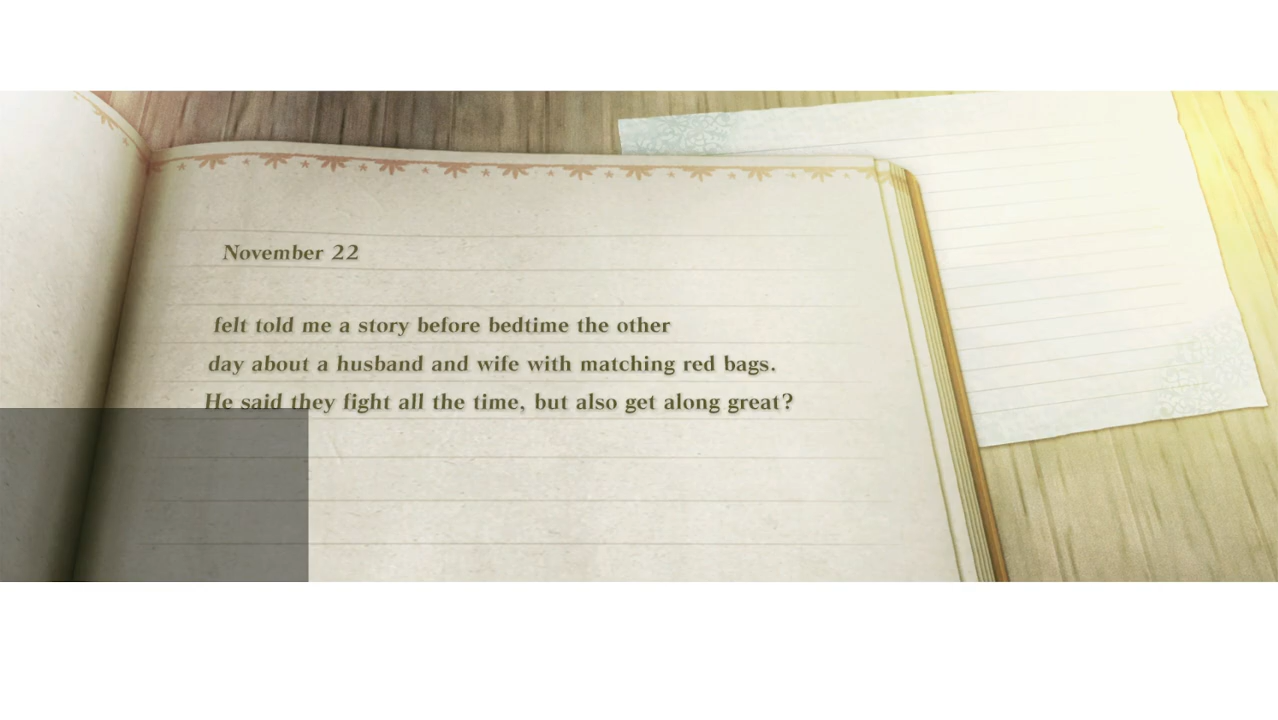 November 22
felt told me a story before bedtime the other
day about a husband and wife with matching red bags.
He said they fight all the time, but also get along great?